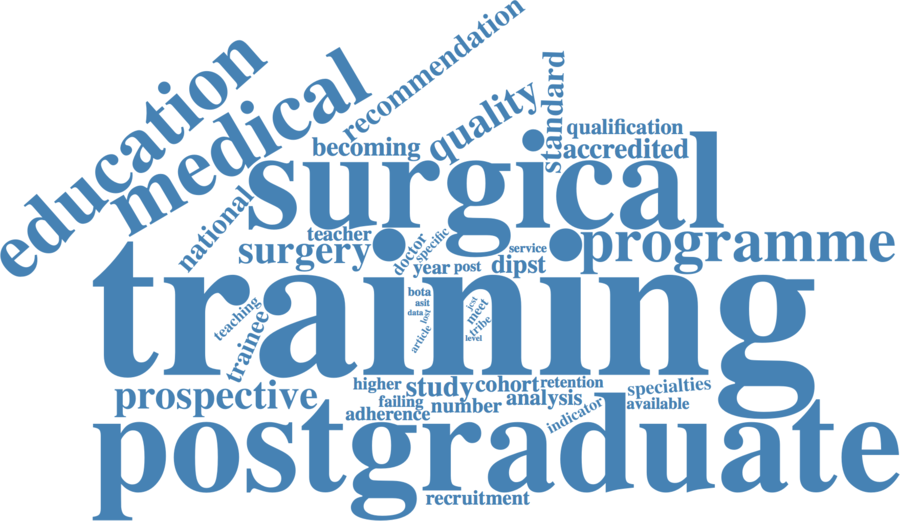 education
medical
recommendation
quality
standard
qualification
becoming
accredited
surgical
national
teacher
surgery
doctor
specific
service
programme
year
post
dipst
training
bota
asit
data
lost
article
jcst
meet
tribe
level
teaching
trainee
prospective
higher
study
cohort
retention
specialties
failing
number
analysis
indicator
available
adherence
postgraduate
recruitment